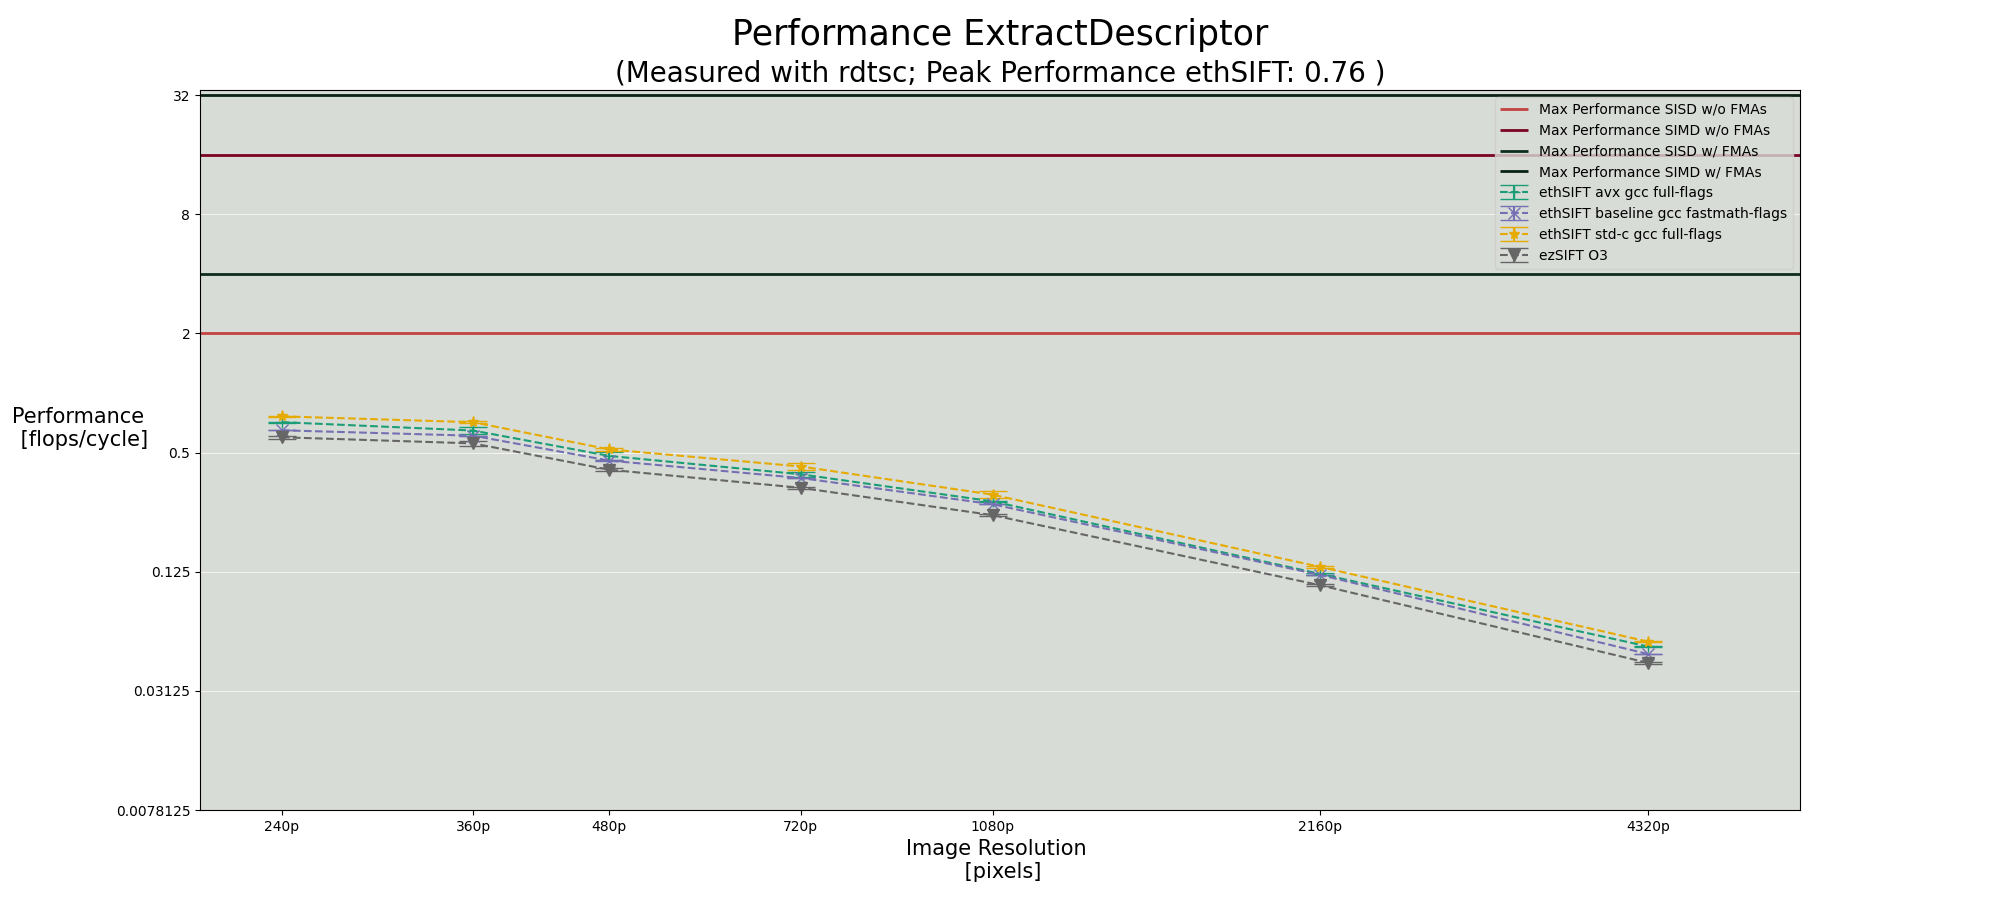 Performance ExtractDescriptor
(Measured with rdtsc; Peak Performance ethSIFT: 0.76 )
32
8
2
0.5
0.125
0.03125
0.0078125
Performance
[flops/cycle]
Max Performance SISD w/o FMAs
Max Performance SIMD w/o FMAs
Max Performance SISD w/ FMAs
Max Performance SIMD w/ FMAs
ethSIFT avx gcc full-flags
ethSIFT baseline gcc fastmath-flags
ethSIFT std-c gcc full-flags
ezSIFT O3
240p 360p 480p 720p 1080p 2160p 4320p
Image Resolution
[pixels]